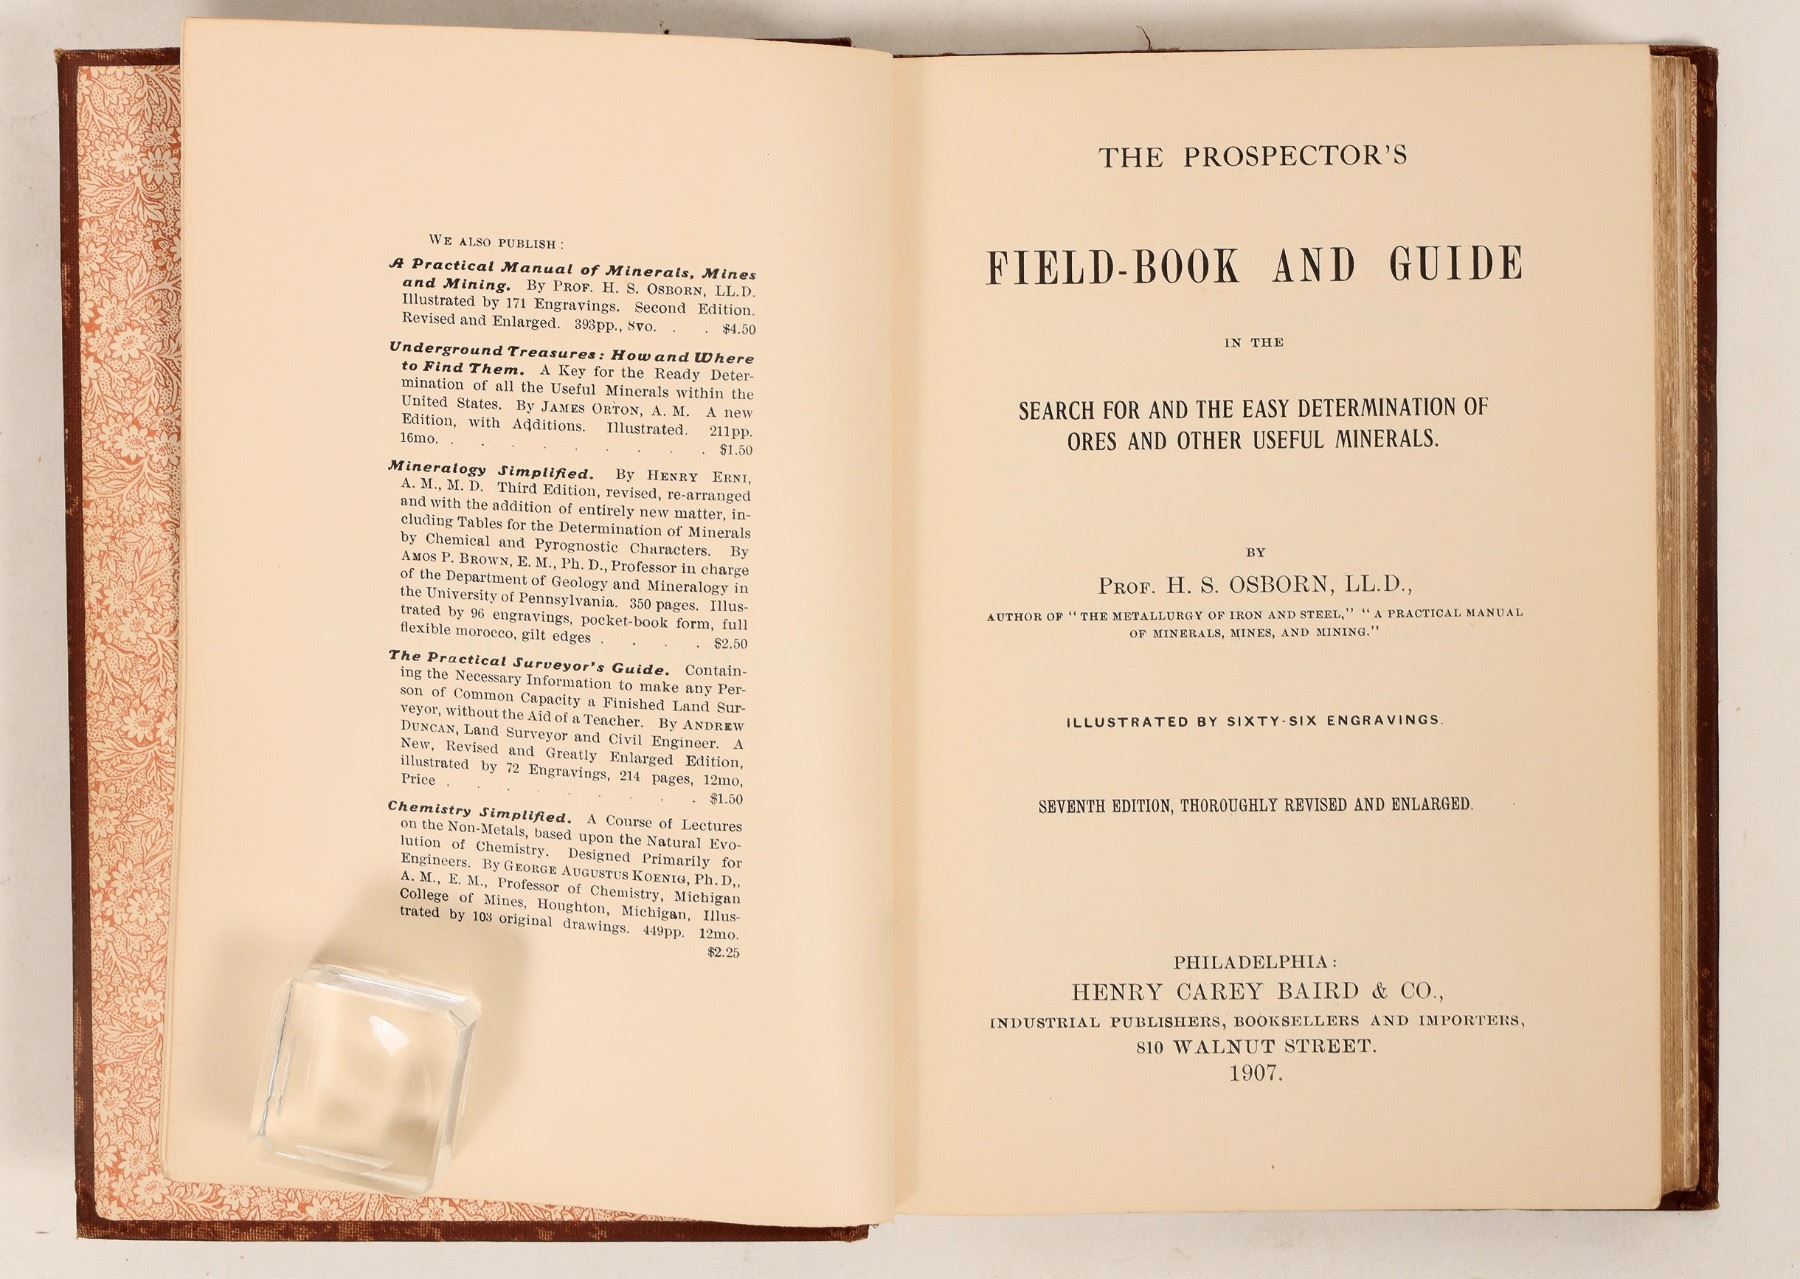 WE ALSO PUBLISH:
A Practical Manual of Minerals, Mines
and Mining. By PROF. H. S. OSBORN, LL.D.
Illustrated by 171 Engravings. Second Edition.
Revised and Enlarged. 393pp., 8vo. . . $4.50
Underground Treasures: How and Where
to Find Them. A Key for the Ready Deter-
mination of all the Useful Minerals within the
United States. By JAMES ORTON, A. M. A new
Edition, with Additions. Illustrated. 211pp.
16mo. . . . . . . . $1.50
Mineralogy Simplified. By HENRY ERNI,
A. M., M. D. Third Edition, revised, re-arranged
and with the addition of entirely new matter, in-
cluding Tables for the Determination of Minerals
by Chemical and Pyrognostic Characters. By
AMOS P. BROWN, E. M., Ph. D., Professor in charge
of the Department of Geology and Mineralogy in
the University of Pennsylvania. 350 pages. Illus-
trated by 96 engravings, pocket-book form, full
flexible morocco, gilt edges . . . . $2.50
The Practical Surveyor's Guide. Contain-
ing the Necessary Information to make any Per-
son of Common Capacity a Finished Land Sur-
veyor, without the Aid of a Teacher. By ANDREW
DUNCAN, Land Surveyor and Civil Engineer. A
New, Revised and Greatly Enlarged Edition,
illustrated by 72 Engravings, 214 pages, 12mo,
Price . . . . . . . $1.50
Chemistry Simplified. A Course of Lectures
on the Non-Metals, based upon the Natural Evo-
lution of Chemistry. Designed Primarily for
Engineers. By GEORGE AUGUSTUS KOENIG, Ph. D.,
A. M., E. M., Professor of Chemistry, Michigan
College of Mines, Houghton, Michigan, Illus-
trated by 103 original drawings. 449pp. 12mo.
$2.25
THE PROSPECTOR'S
FIELD-BOOK AND GUIDE
IN THE
SEARCH FOR AND THE EASY DETERMINATION OF
ORES AND OTHER USEFUL MINERALS.
BY
PROF. H. S. OSBORN, LL.D.,
AUTHOR OF "THE METALLURGY OF IRON AND STEEL," "A PRACTICAL MANUAL
OF MINERALS, MINES, AND MINING."
ILLUSTRATED BY SIXTY-SIX ENGRAVINGS.
SEVENTH EDITION, THOROUGHLY REVISED AND ENLARGED.
PHILADELPHIA:
HENRY CAREY BAIRD & CO.,
INDUSTRIAL PUBLISHERS, BOOKSELLERS AND IMPORTERS,
810 WALNUT STREET.
1907.